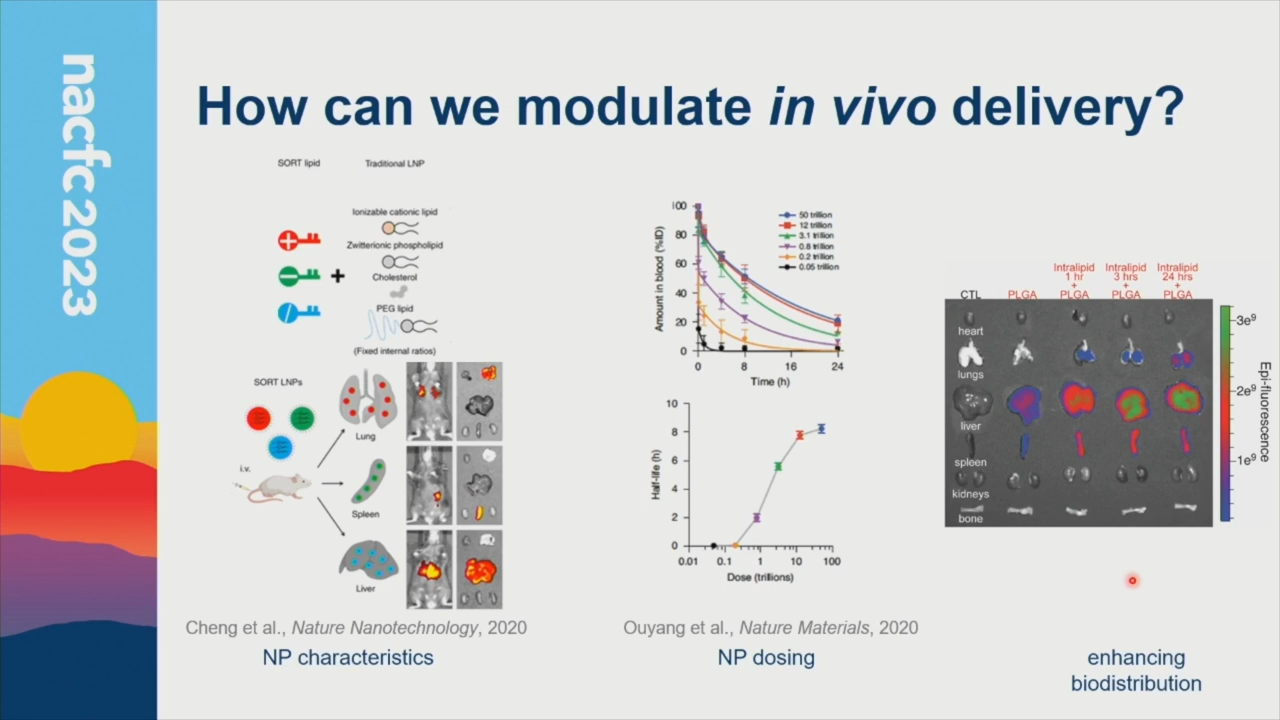 nacfc 2023
How can we modulate in vivo delivery?
SORT lipid
Traditional LNP
Ionizable cationic lipid
Zwitterionic phospholipid
Cholesterol
+
PEG lipid
(Fixed internal ratios)
SORT LNPs
i.v.
Lung
Spleen
Liver
Cheng et al., Nature Nanotechnology, 2020
NP characteristics
Amount in blood (%ID)
100
80
60
40
20
0
0 8 16 24
Time (h)
50 trillion
12 trillion
3.1 trillion
0.8 trillion
0.2 trillion
0.05 trillion
Half-life (h)
10
8
6
4
2
0
0.01 0.1 1 10 100
Dose (trillions)
Ouyang et al., Nature Materials, 2020
NP dosing
CTL
PLGA
Intralipid
1 hr
+
PLGA
Intralipid
3 hrs
+
PLGA
Intralipid
24 hrs
+
PLGA
heart
lungs
liver
spleen
kidneys
bone
3e⁹
2e⁹
1e⁹
Epi-fluorescence
enhancing
biodistribution